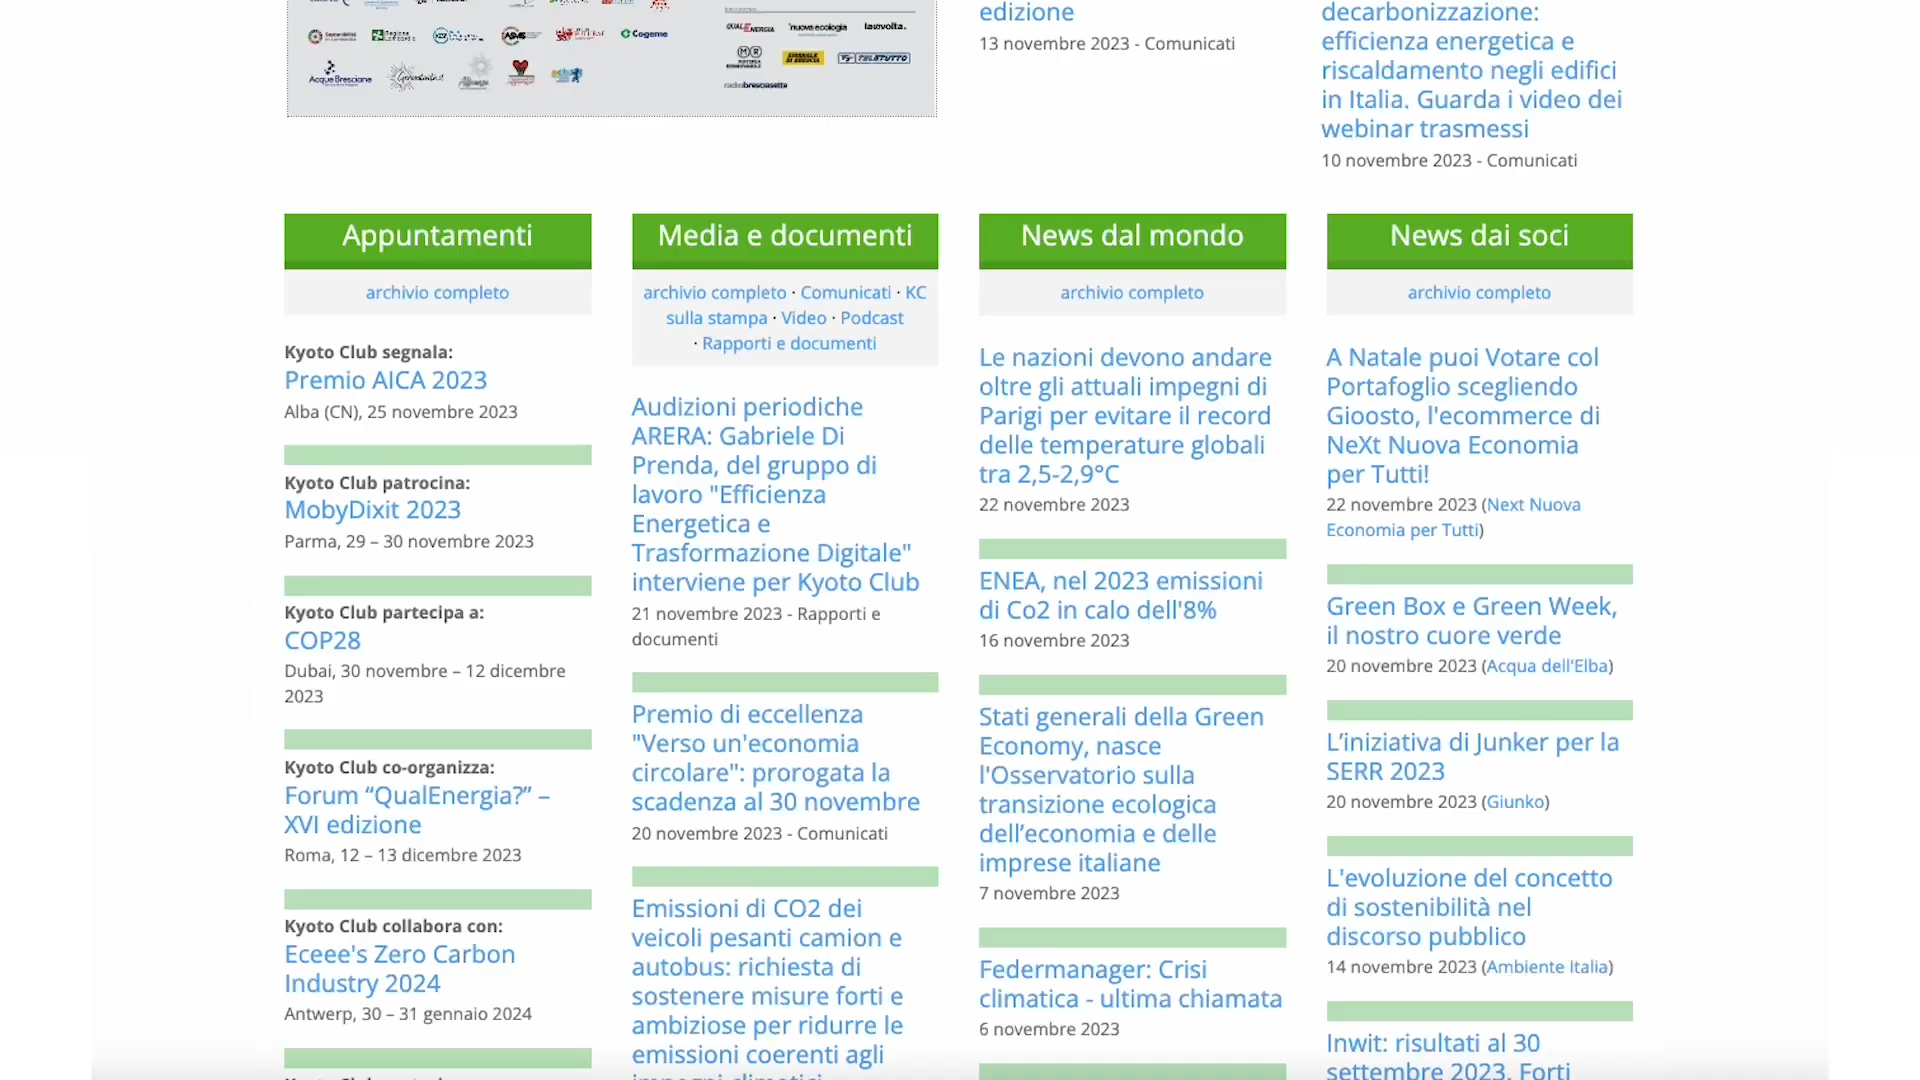 Cogeme
AcqueBresciane
QUALENERGIA
nuova ecologia
lanuovavolta.
TELETUTTO
radiobresciasette
edizione
13 novembre 2023 - Comunicati
decarbonizzazione:
efficienza energetica e
riscaldamento negli edifici
in Italia. Guarda i video dei
webinar trasmessi
10 novembre 2023 - Comunicati
Appuntamenti
archivio completo
Kyoto Club segnala:
Premio AICA 2023
Alba (CN), 25 novembre 2023
Kyoto Club patrocina:
MobyDixit 2023
Parma, 29 – 30 novembre 2023
Kyoto Club partecipa a:
COP28
Dubai, 30 novembre – 12 dicembre
2023
Kyoto Club co-organizza:
Forum “QualEnergia?” –
XVI edizione
Roma, 12 – 13 dicembre 2023
Kyoto Club collabora con:
Eceee's Zero Carbon
Industry 2024
Antwerp, 30 – 31 gennaio 2024
Media e documenti
archivio completo · Comunicati · KC
sulla stampa · Video · Podcast
· Rapporti e documenti
Audizioni periodiche
ARERA: Gabriele Di
Prenda, del gruppo di
lavoro "Efficienza
Energetica e
Trasformazione Digitale"
interviene per Kyoto Club
21 novembre 2023 - Rapporti e
documenti
Premio di eccellenza
"Verso un'economia
circolare": prorogata la
scadenza al 30 novembre
20 novembre 2023 - Comunicati
Emissioni di CO2 dei
veicoli pesanti camion e
autobus: richiesta di
sostenere misure forti e
ambiziose per ridurre le
emissioni coerenti agli
impegni climatici
News dal mondo
archivio completo
Le nazioni devono andare
oltre gli attuali impegni di
Parigi per evitare il record
delle temperature globali
tra 2,5-2,9°C
22 novembre 2023
ENEA, nel 2023 emissioni
di Co2 in calo dell'8%
16 novembre 2023
Stati generali della Green
Economy, nasce
l'Osservatorio sulla
transizione ecologica
dell’economia e delle
imprese italiane
7 novembre 2023
Federmanager: Crisi
climatica - ultima chiamata
6 novembre 2023
News dai soci
archivio completo
A Natale puoi Votare col
Portafoglio scegliendo
Gioosto, l'ecommerce di
NeXt Nuova Economia
per Tutti!
22 novembre 2023 (Next Nuova
Economia per Tutti)
Green Box e Green Week,
il nostro cuore verde
20 novembre 2023 (Acqua dell'Elba)
L’iniziativa di Junker per la
SERR 2023
20 novembre 2023 (Giunko)
L'evoluzione del concetto
di sostenibilità nel
discorso pubblico
14 novembre 2023 (Ambiente Italia)
Inwit: risultati al 30
settembre 2023. Forti